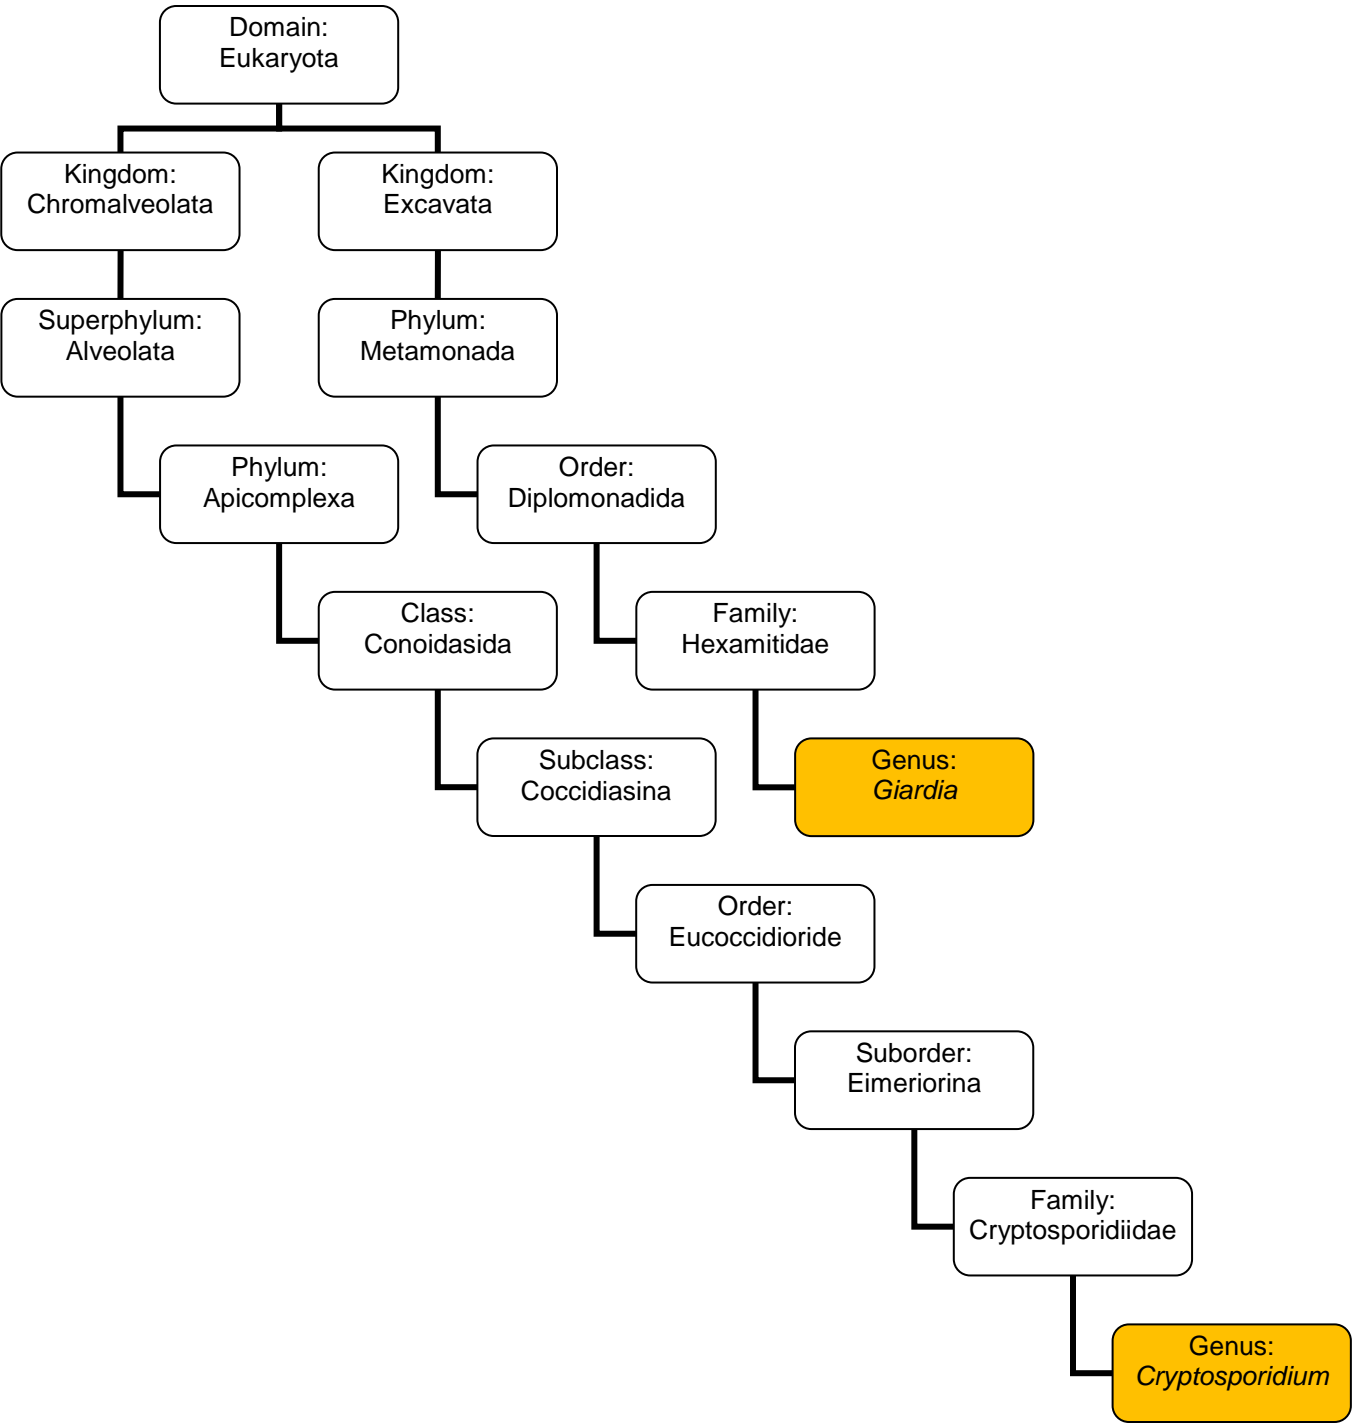 Domain:
Eukaryota
Kingdom:
Chromalveolata
Kingdom:
Excavata
Superphylum:
Alveolata
Phylum:
Metamonada
Phylum:
Apicomplexa
Order:
Diplomonadida
Class:
Conoidasida
Family:
Hexamitidae
Subclass:
Coccidiasina
Genus:
Giardia
Order:
Eucoccidioride
Suborder:
Eimeriorina
Family:
Cryptosporidiidae
Genus:
Cryptosporidium